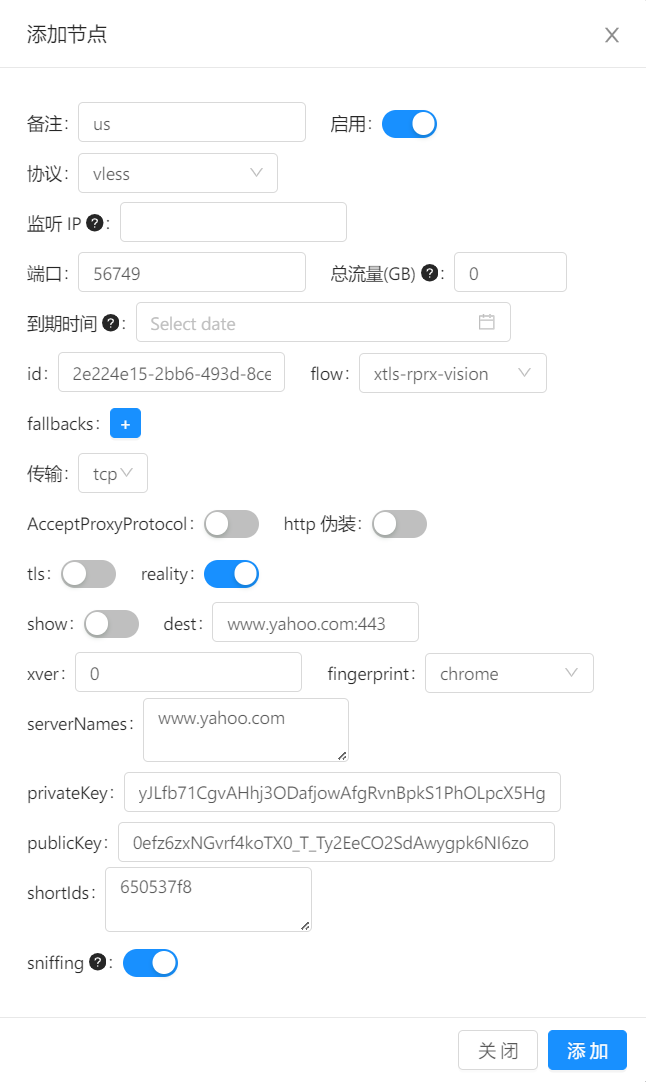 添加节点
备注: us 启用:
协议: vless
监听 IP ? :
端口: 56749 总流量(GB) ? : 0
到期时间 ? : Select date
id: 2e224e15-2bb6-493d-8ce flow: xtls-rprx-vision
fallbacks: +
传输: tcp
AcceptProxyProtocol: http 伪装:
tls: reality:
show: dest: www.yahoo.com:443
xver: 0 fingerprint: chrome
serverNames: www.yahoo.com
privateKey: yJLfb71CgvAHhj3ODafjowAfgRvnBpkS1PhOLpcX5Hg
publicKey: 0efz6zxNGvrf4koTX0_T_Ty2EeCO2SdAwygpk6NI6zo
shortIds: 650537f8
sniffing ? :
关 闭 添 加